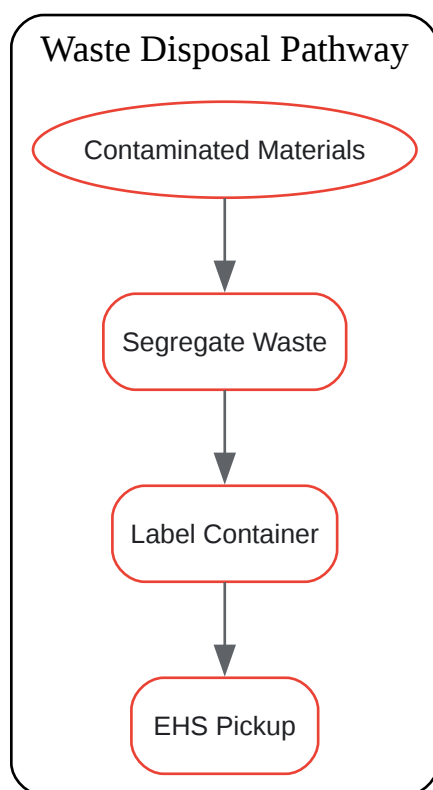 Waste Disposal Pathway
Contaminated Materials
Segregate Waste
Label Container
EHS Pickup